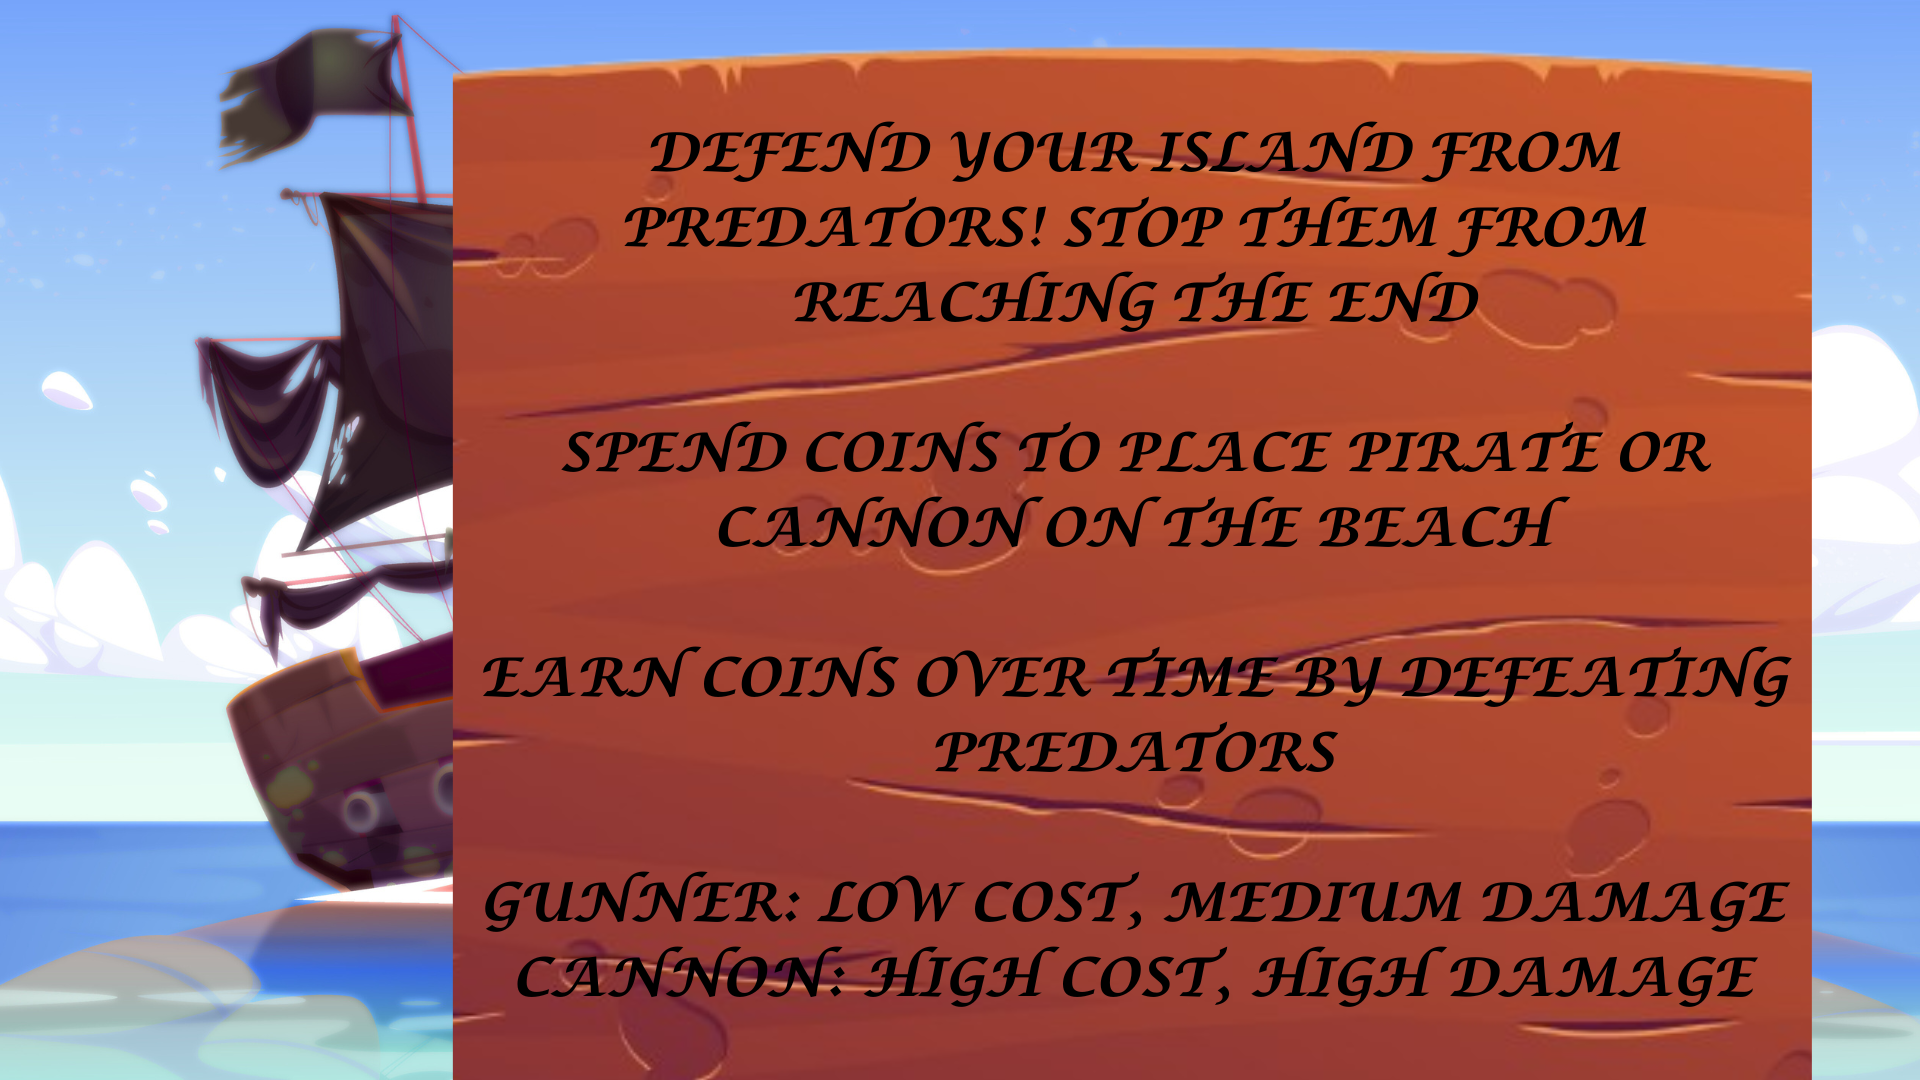 DEFEND YOUR ISLAND FROM
PREDATORS! STOP THEM FROM
REACHING THE END
SPEND COINS TO PLACE PIRATE OR
CANNON ON THE BEACH
EARN COINS OVER TIME BY DEFEATING
PREDATORS
GUNNER: LOW COST, MEDIUM DAMAGE
CANNON: HIGH COST, HIGH DAMAGE